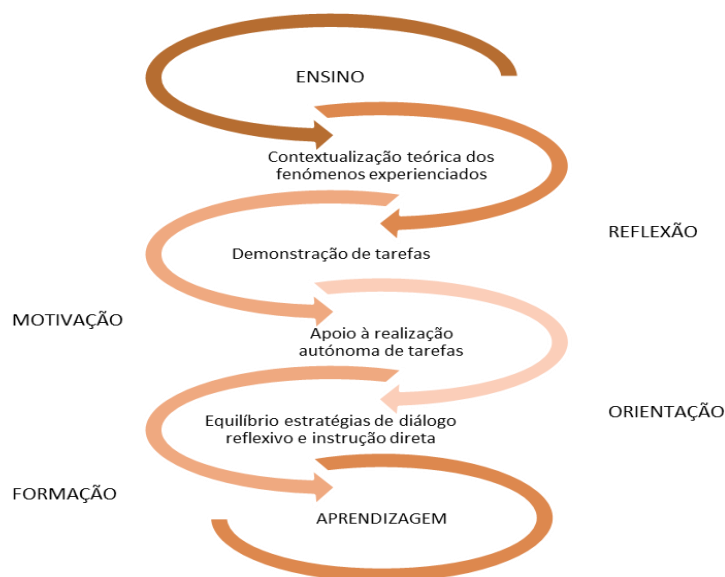 ENSINO
Contextualização teórica dos
fenómenos experienciados
REFLEXÃO
Demonstração de tarefas
MOTIVAÇÃO
Apoio à realização
autónoma de tarefas
ORIENTAÇÃO
Equilíbrio estratégias de diálogo
reflexivo e instrução direta
FORMAÇÃO
APRENDIZAGEM